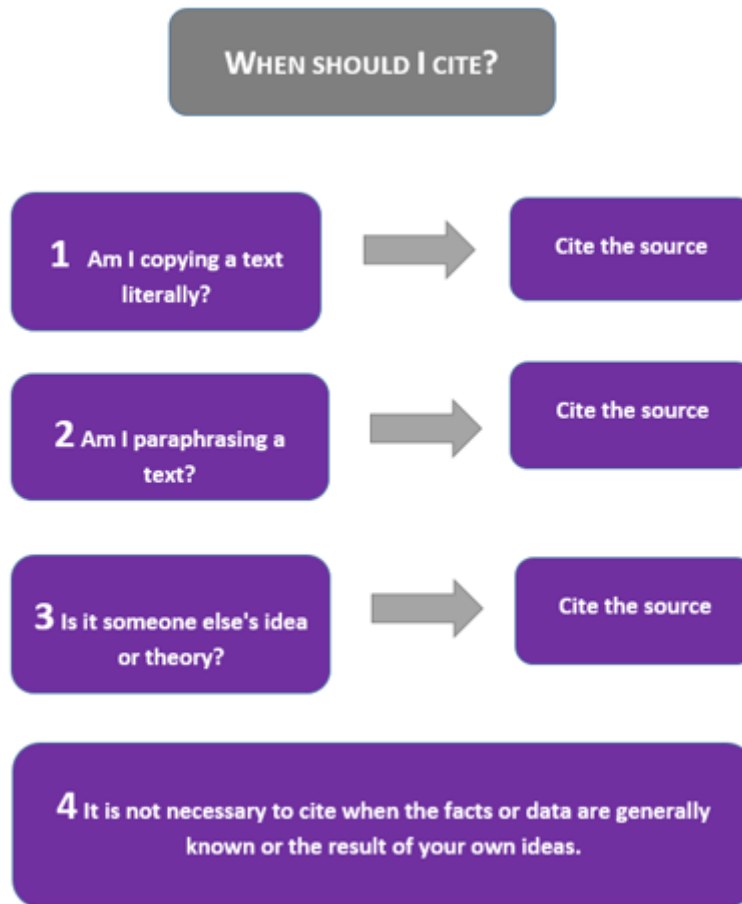 WHEN SHOULD I CITE?
1 Am I copying a text
literally?
Cite the source
2 Am I paraphrasing a
text?
Cite the source
3 Is it someone else's idea
or theory?
Cite the source
4 It is not necessary to cite when the facts or data are generally
known or the result of your own ideas.